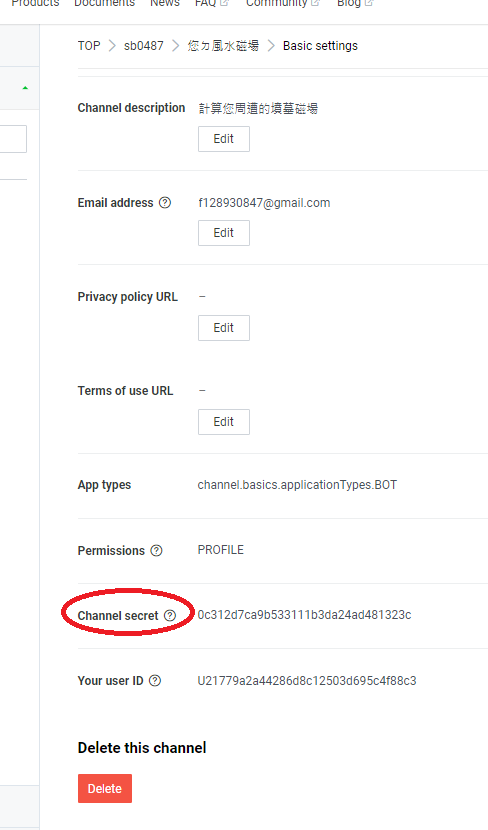 Products Documents News FAQ Community Blog
TOP > sb0487 > 您ㄉ風水磁場 > Basic settings
Channel description 計算您周遭的墳墓磁場
Edit
Email address f128930847@gmail.com
Edit
Privacy policy URL –
Edit
Terms of use URL –
Edit
App types channel.basics.applicationTypes.BOT
Permissions PROFILE
Channel secret 0c312d7ca9b533111b3da24ad481323c
Your user ID U21779a2a44286d8c12503d695c4f88c3
Delete this channel
Delete